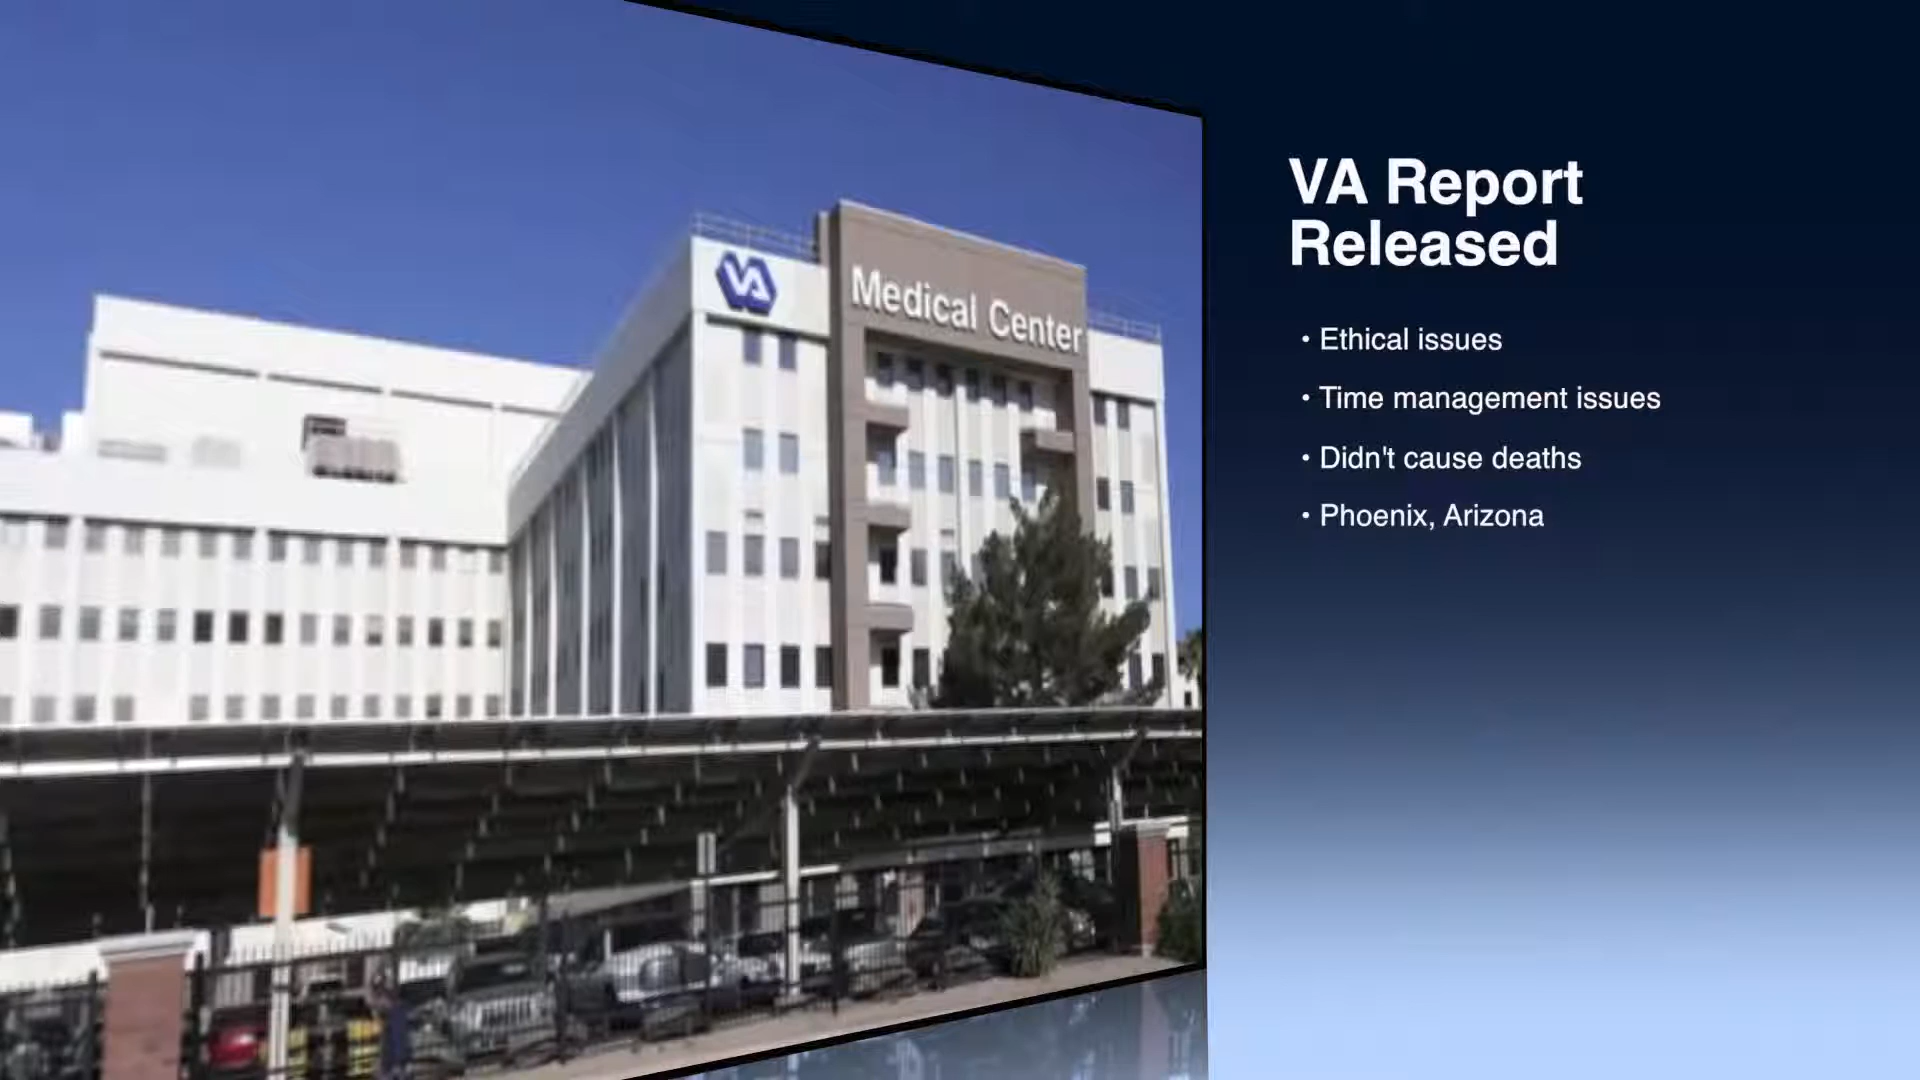 VA
Medical Center
VA Report
Released
• Ethical issues
• Time management issues
• Didn't cause deaths
• Phoenix, Arizona